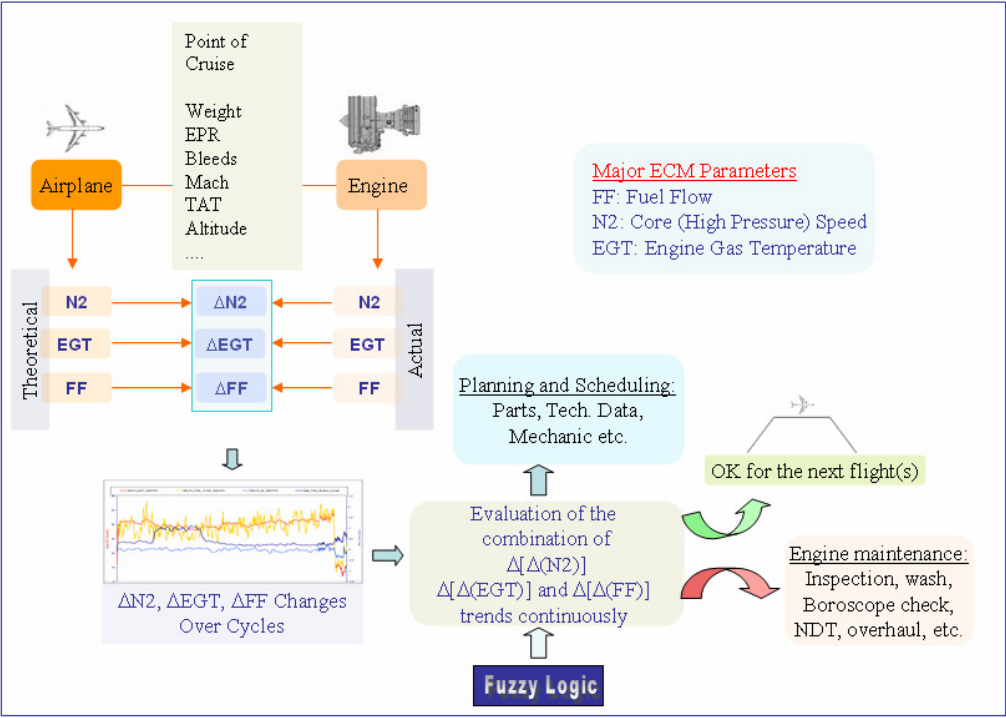 Point of
Cruise
Weight
EPR
Bleeds
Mach
TAT
Altitude
....
Airplane
Engine
Major ECM Parameters
FF: Fuel Flow
N2: Core (High Pressure) Speed
EGT: Engine Gas Temperature
Theoretical
N2
ΔN2
N2
EGT
ΔEGT
EGT
FF
ΔFF
FF
Actual
Planning and Scheduling:
Parts, Tech. Data,
Mechanic etc.
OK for the next flight(s)
Evaluation of the
combination of
Δ[Δ(N2)]
Δ[Δ(EGT)] and Δ[Δ(FF)]
trends continuously
Engine maintenance:
Inspection, wash,
Boroscope check,
NDT, overhaul, etc.
ΔN2, ΔEGT, ΔFF Changes
Over Cycles
Fuzzy Logic